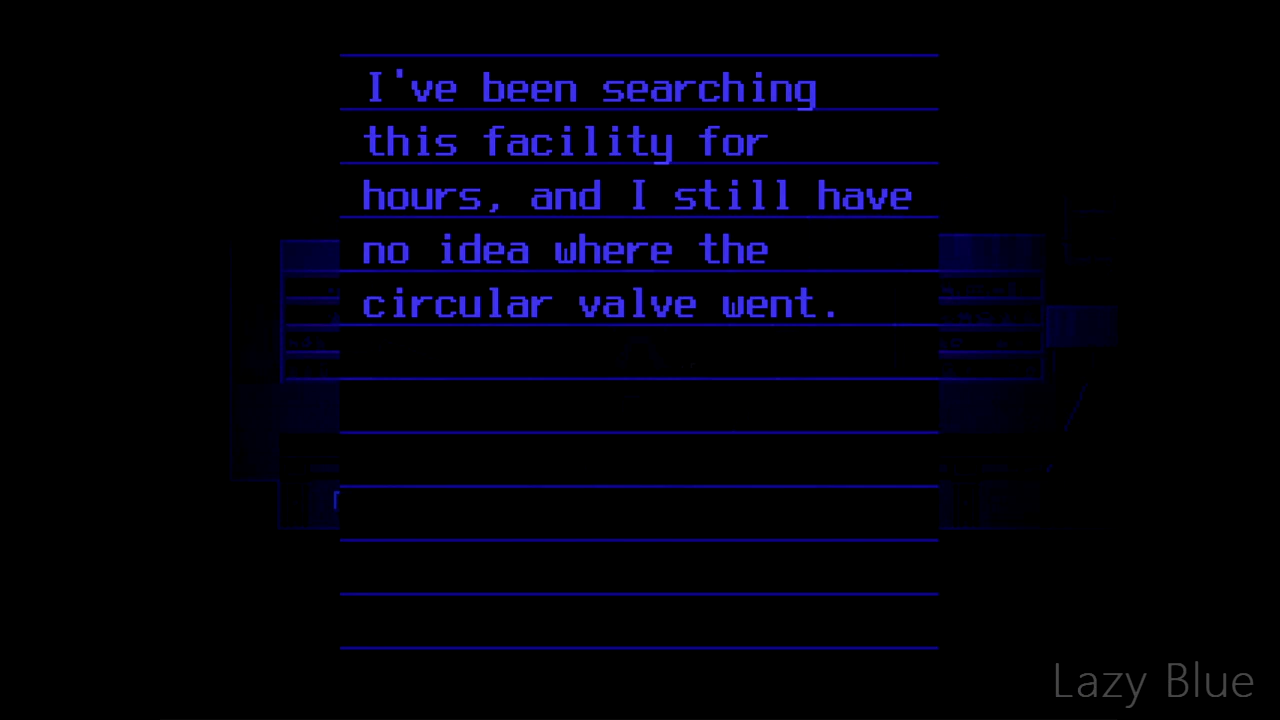 I've been searching
this facility for
hours, and I still have
no idea where the
circular valve went.
Lazy Blue